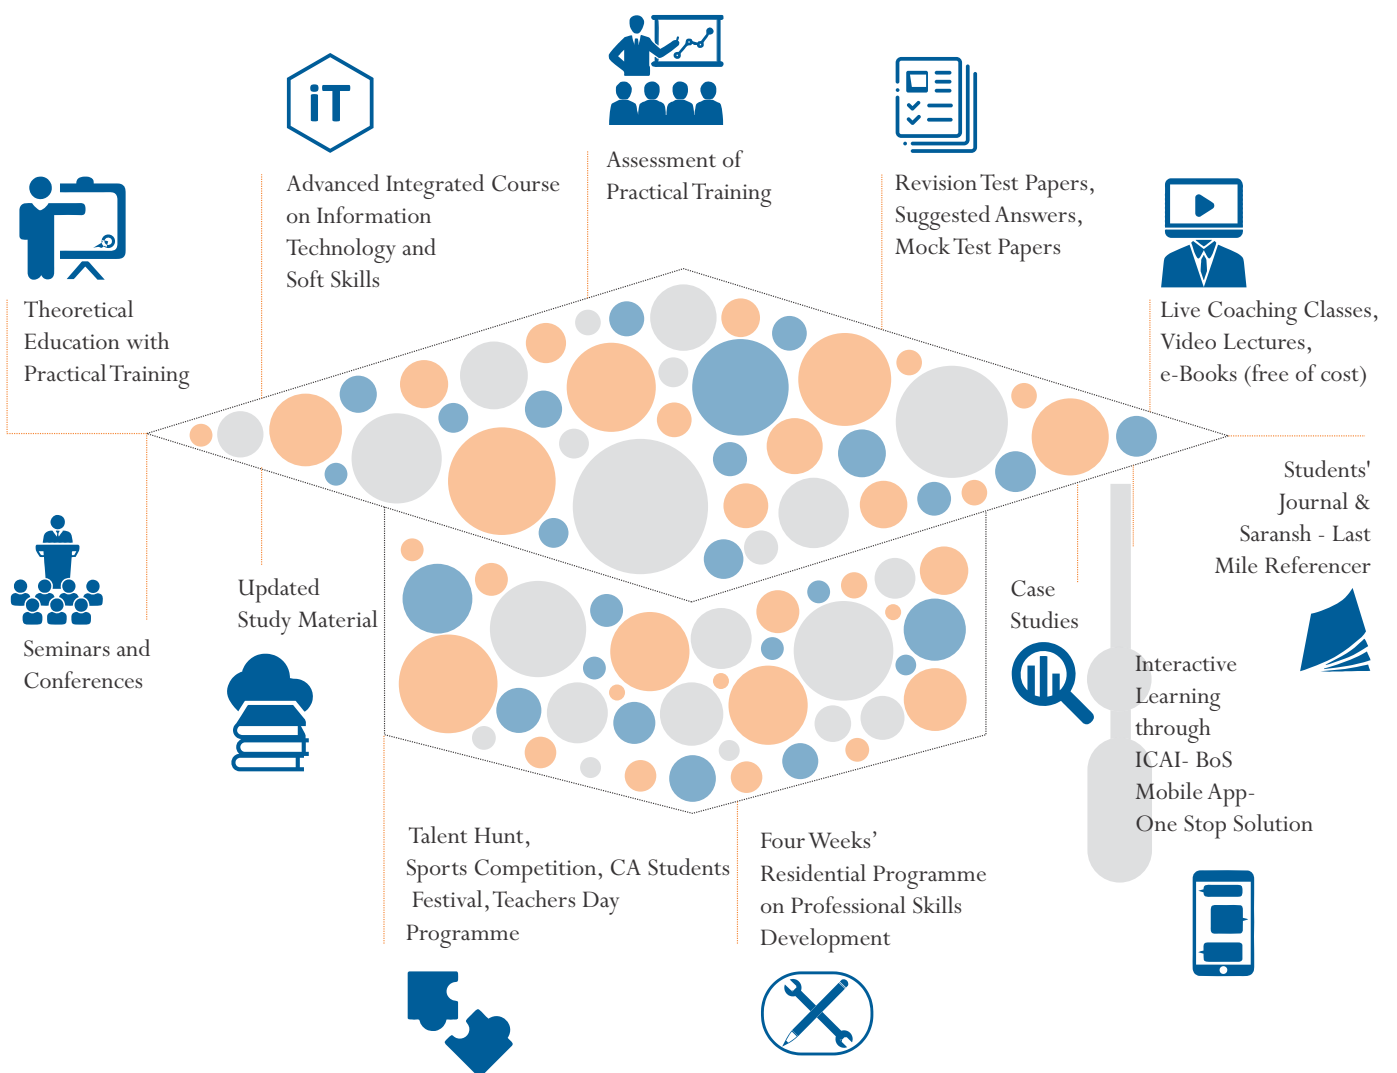 iT
Assessment of
Practical Training
Advanced Integrated Course
on Information
Technology and
Soft Skills
Revision Test Papers,
Suggested Answers,
Mock Test Papers
Theoretical
Education with
Practical Training
Live Coaching Classes,
Video Lectures,
e-Books (free of cost)
Students'
Journal &
Saransh - Last
Mile Referencer
Seminars and
Conferences
Updated
Study Material
Case
Studies
Interactive
Learning
through
ICAI- BoS
Mobile App-
One Stop Solution
Talent Hunt,
Sports Competition, CA Students
Festival, Teachers Day
Programme
Four Weeks’
Residential Programme
on Professional Skills
Development